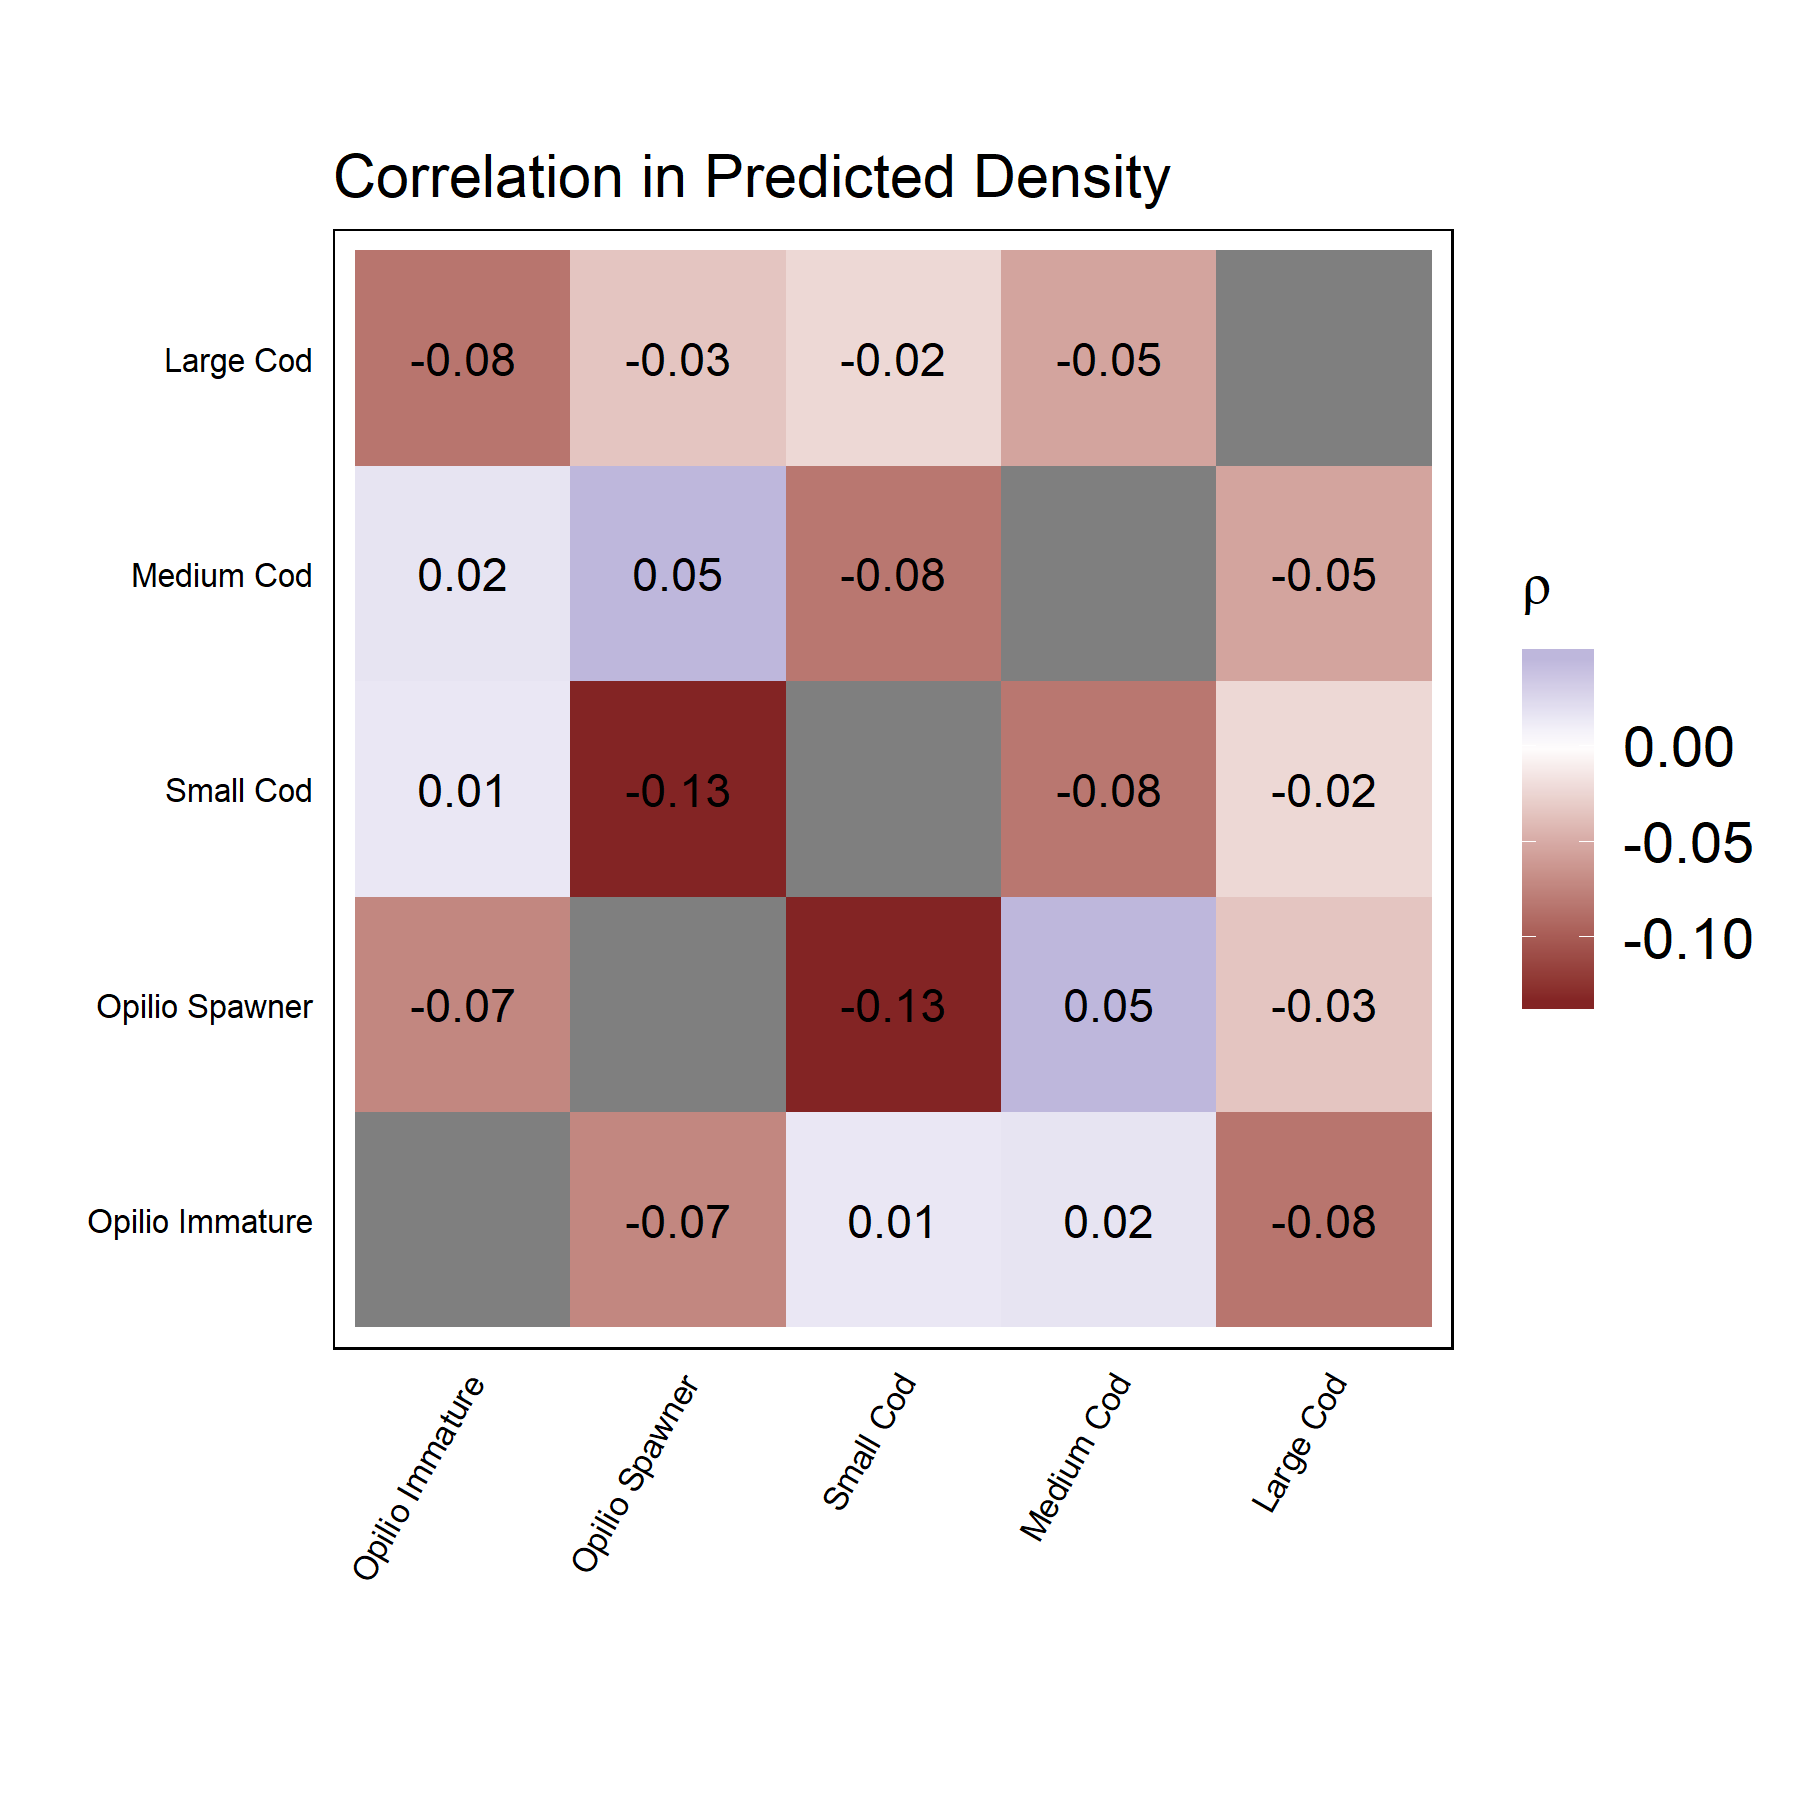 Correlation in Predicted Density
Large Cod -0.08 -0.03 -0.02 -0.05
Medium Cod 0.02 0.05 -0.08 -0.05
Small Cod 0.01 -0.13 -0.08 -0.02
Opilio Spawner -0.07 -0.13 0.05 -0.03
Opilio Immature -0.07 0.01 0.02 -0.08
Opilio Immature
Opilio Spawner
Small Cod
Medium Cod
Large Cod
ρ
0.00
-0.05
-0.10